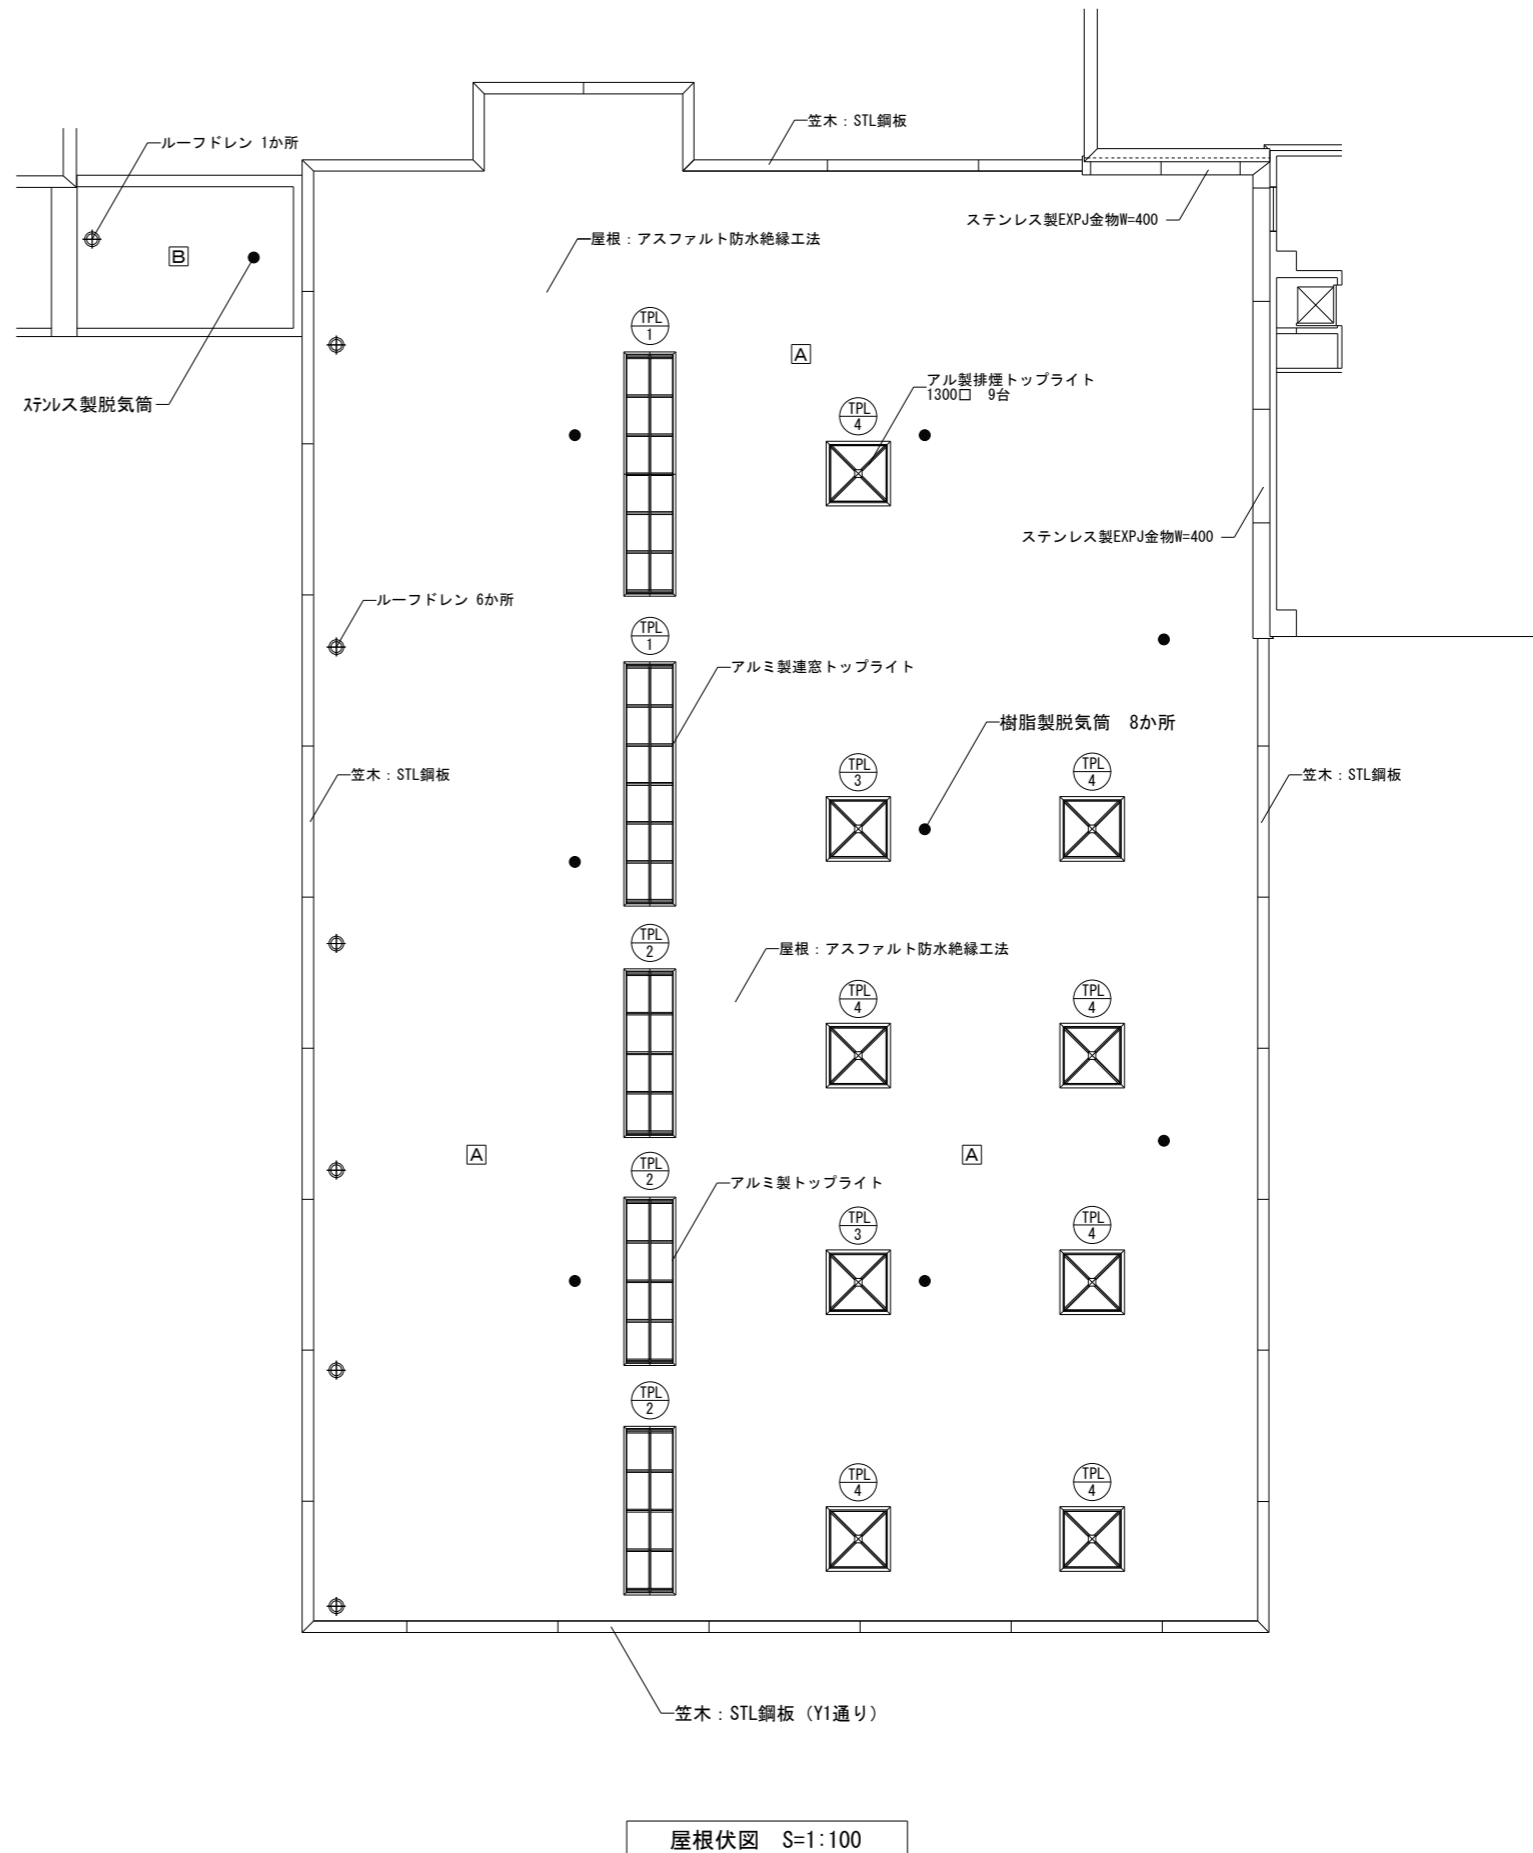 笠木：STL鋼板
ルーフドレン 1か所
ステンレス製EXPJ金物W=400
屋根：アスファルト防水絶縁工法
B
TPL
1
A
アル製排煙トップライト
1300口　9台
ステンレス製脱気筒
TPL
4
ステンレス製EXPJ金物W=400
ルーフドレン 6か所
TPL
1
アルミ製連窓トップライト
樹脂製脱気筒　8か所
笠木：STL鋼板
TPL
3
TPL
4
笠木：STL鋼板
TPL
2
屋根：アスファルト防水絶縁工法
TPL
4
TPL
4
A
A
TPL
2
アルミ製トップライト
TPL
3
TPL
4
TPL
2
TPL
4
TPL
4
笠木：STL鋼板（Y1通り）
屋根伏図　S=1:100